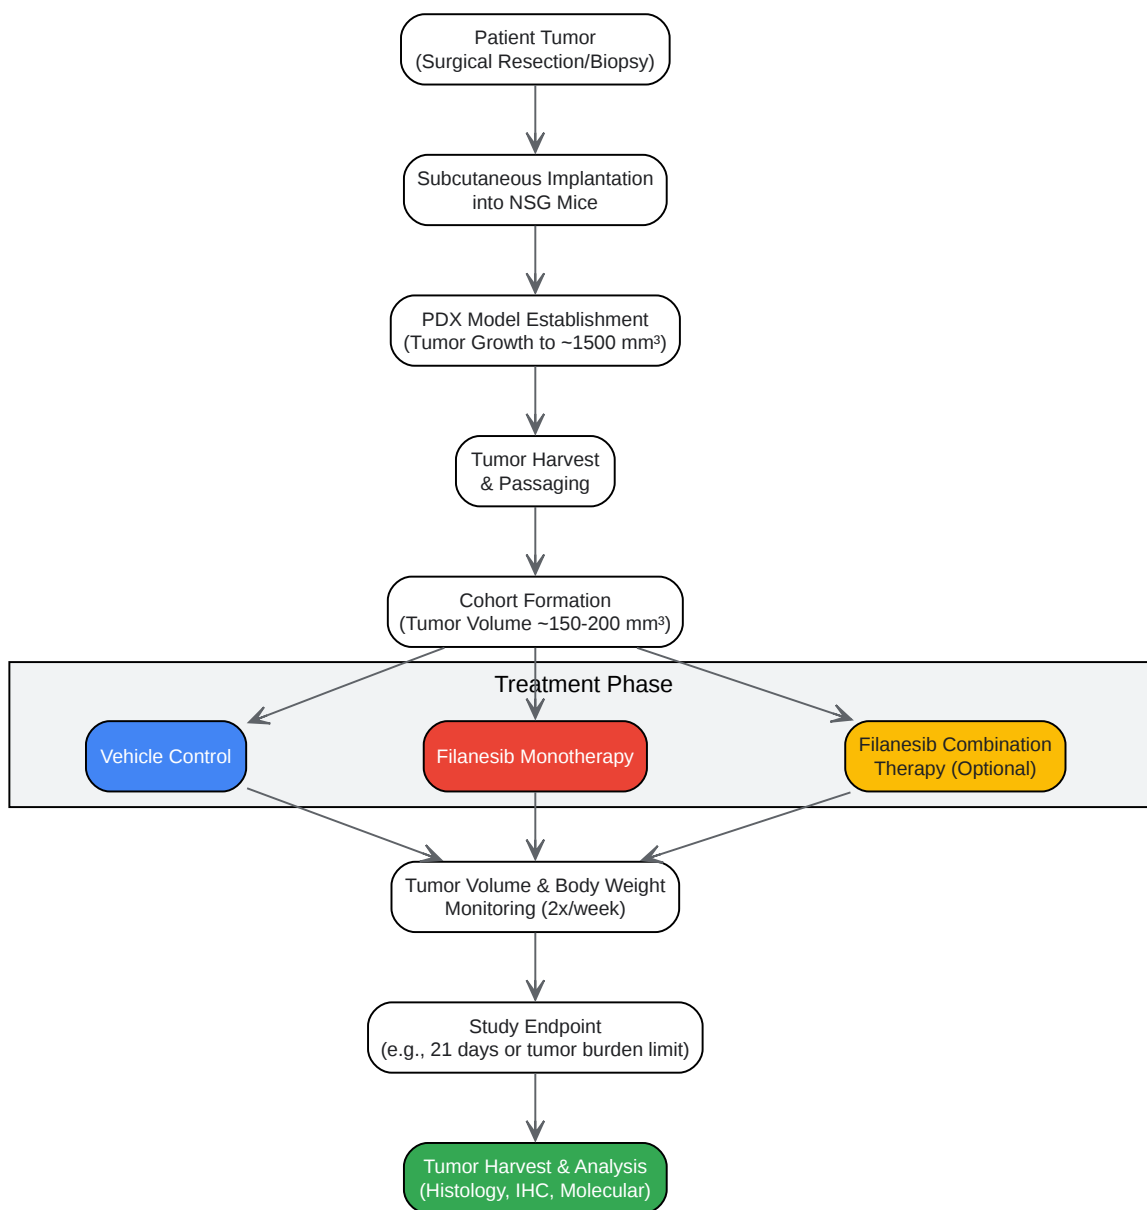 Patient Tumor
(Surgical Resection/Biopsy)
Subcutaneous Implantation
into NSG Mice
PDX Model Establishment
(Tumor Growth to ~1500 mm³)
Tumor Harvest
& Passaging
Cohort Formation
(Tumor Volume ~150-200 mm³)
Treatment Phase
Vehicle Control
Filanesib Monotherapy
Filanesib Combination
Therapy (Optional)
Tumor Volume & Body Weight
Monitoring (2x/week)
Study Endpoint
(e.g., 21 days or tumor burden limit)
Tumor Harvest & Analysis
(Histology, IHC, Molecular)